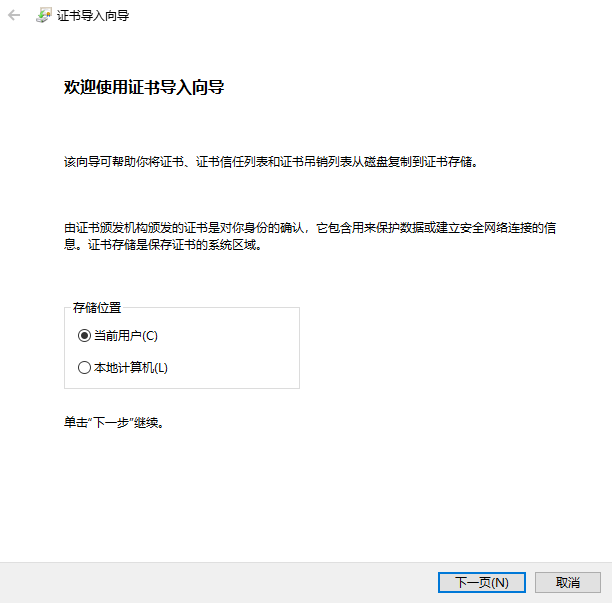 证书导入向导
欢迎使用证书导入向导
该向导可帮助你将证书、证书信任列表和证书吊销列表从磁盘复制到证书存储。
由证书颁发机构颁发的证书是对你身份的确认，它包含用来保护数据或建立安全网络连接的信
息。证书存储是保存证书的系统区域。
存储位置
当前用户(C)
本地计算机(L)
单击“下一步”继续。
下一页(N)
取消